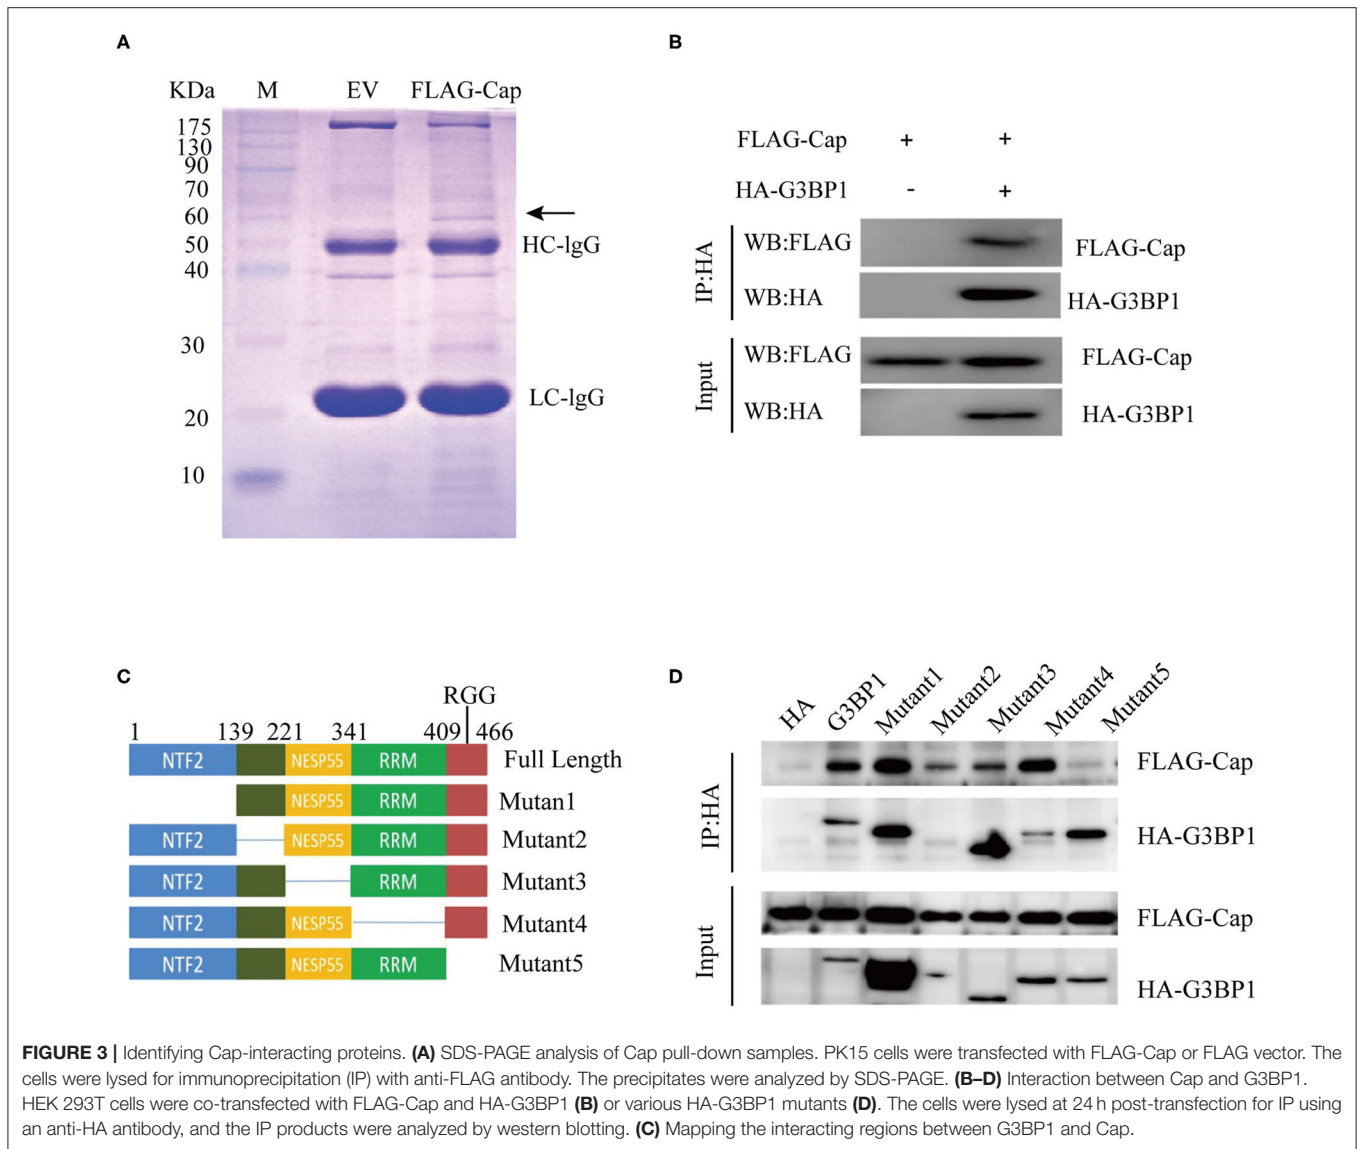 A
KDa M EV FLAG-Cap
175
130
90
70
60
50
40
30
20
10
HC-lgG
LC-lgG
B
FLAG-Cap + +
HA-G3BP1 - +
IP:HA
WB:FLAG FLAG-Cap
WB:HA HA-G3BP1
Input
WB:FLAG FLAG-Cap
WB:HA HA-G3BP1
C
RGG
1 139 221 341 409 466
NTF2 NESP55 RRM Full Length
NESP55 RRM Mutan1
NTF2 NESP55 RRM Mutant2
NTF2 RRM Mutant3
NTF2 NESP55 Mutant4
NTF2 NESP55 RRM Mutant5
D
HA G3BP1 Mutant1 Mutant2 Mutant3 Mutant4 Mutant5
IP:HA
FLAG-Cap
HA-G3BP1
Input
FLAG-Cap
HA-G3BP1
FIGURE 3 | Identifying Cap-interacting proteins. (A) SDS-PAGE analysis of Cap pull-down samples. PK15 cells were transfected with FLAG-Cap or FLAG vector. The
cells were lysed for immunoprecipitation (IP) with anti-FLAG antibody. The precipitates were analyzed by SDS-PAGE. (B–D) Interaction between Cap and G3BP1.
HEK 293T cells were co-transfected with FLAG-Cap and HA-G3BP1 (B) or various HA-G3BP1 mutants (D). The cells were lysed at 24 h post-transfection for IP using
an anti-HA antibody, and the IP products were analyzed by western blotting. (C) Mapping the interacting regions between G3BP1 and Cap.